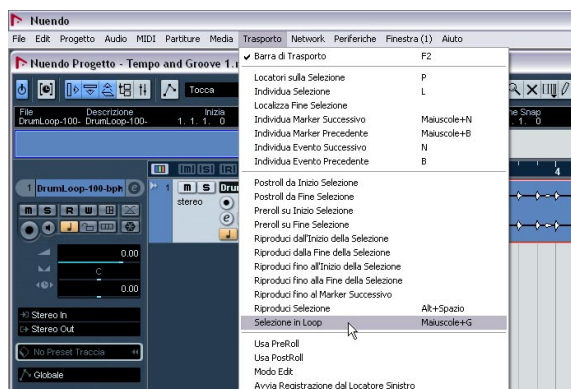 Nuendo
File Edit Progetto Audio MIDI Partiture Media Trasporto Network Periferiche Finestra (1) Aiuto
Nuendo Progetto - Tempo and Groove 1.
Tocca
File Descrizione Inizia
DrumLoop-100- DrumLoop-100- 1. 1. 1. 0
Snap
. 1. 1. 0
✓ Barra di Trasporto F2
Locatori sulla Selezione P
Individua Selezione L
Localizza Fine Selezione
Individua Marker Successivo Maiuscole+N
Individua Marker Precedente Maiuscole+B
Individua Evento Successivo N
Individua Evento Precedente B
Postroll da Inizio Selezione
Postroll da Fine Selezione
Preroll su Inizio Selezione
Preroll su Fine Selezione
Riproduci dall'Inizio della Selezione
Riproduci dalla Fine della Selezione
Riproduci fino all'Inizio della Selezione
Riproduci fino alla Fine della Selezione
Riproduci fino al Marker Successivo
Riproduci Selezione Alt+Spazio
Selezione in Loop Maiuscole+G
Usa PreRoll
Usa PostRoll
Modo Edit
Avvia Registrazione dal Locatore Sinistro
4
1 DrumLoop-100-bph
M S R W
0.00
C
0.00
Stereo In
Stereo Out
No Preset Traccia
Globale
M S R
1 m S Dru
stereo